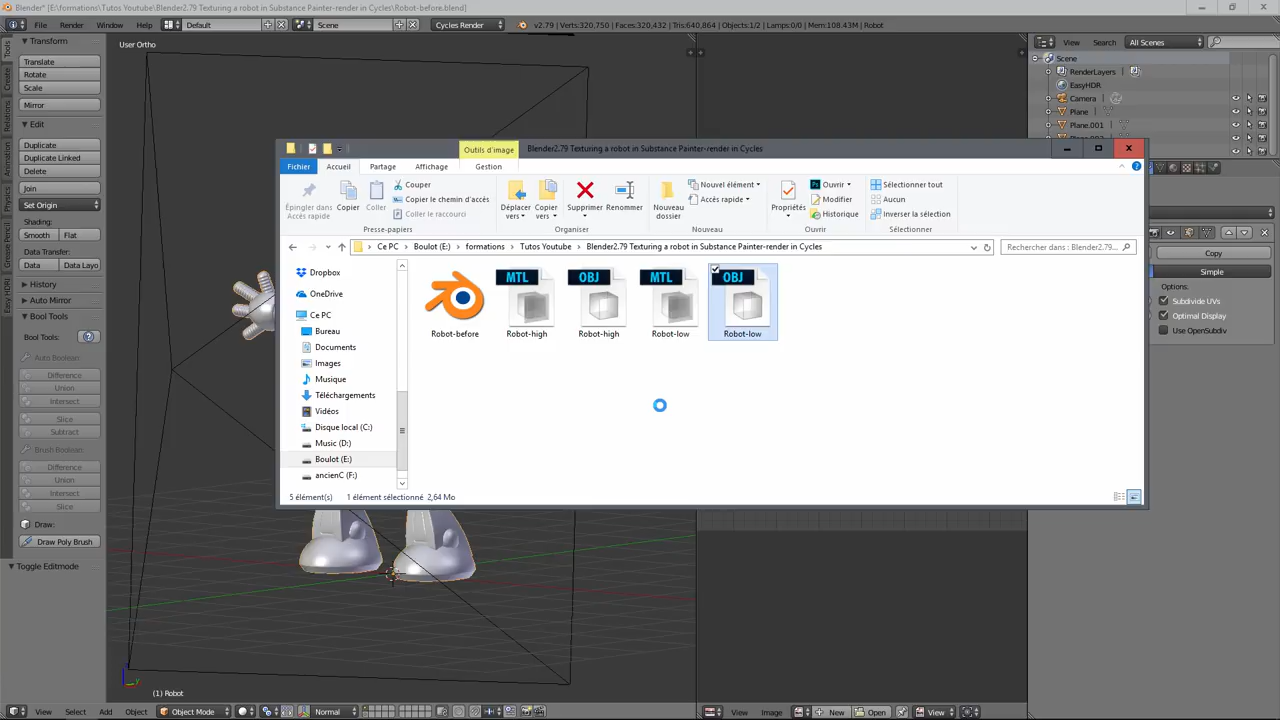 Blender* [E:\formations\Tutos Youtube\Blender2.79 Texturing a robot in Substance Painter-render in Cycles\Robot-before.blend]
File Render Window Help Default Scene Cycles Render v2.79 | Verts:320,750 | Faces:320,432 | Tris:640,864 | Objects:1/2 | Lamps:0/0 | Mem:108.43M | Robot
Tools
Create
Relations
Animation
Physics
Grease Pencil
Easy HDRI
Transform
Translate
Rotate
Scale
Mirror
Edit
Duplicate
Duplicate Linked
Delete
Join
Set Origin
Shading:
Smooth Flat
Data Transfer:
Data Data Layo
History
Auto Mirror
Bool Tools
Bool Tools:
Auto Boolean
Difference
Union
Intersect
Slice
Subtract
Brush Boolean
Difference
Union
Intersect
Slice
Draw:
Draw Poly Brush
Toggle Editmode
User Ortho
(1) Robot
View Select Add Object Object Mode Normal
View Image New Open View
View Search All Scenes
Scene
RenderLayers
EasyHDR
Camera
Plane
Plane.001
Copy
Simple
Options:
Subdivide UVs
Optimal Display
Use OpenSubdiv
Outils d'image
Blender2.79 Texturing a robot in Substance Painter-render in Cycles
Fichier Accueil Partage Affichage Gestion
Épingler dans
Accès rapide
Copier
Coller
Couper
Copier le chemin d'accès
Coller le raccourci
Presse-papiers
Déplacer
vers
Copier
vers
Supprimer
Renommer
Organiser
Nouveau
dossier
Nouvel élément
Accès rapide
Nouveau
Propriétés
Ouvrir
Modifier
Historique
Ouvrir
Sélectionner tout
Aucun
Inverser la sélection
Sélectionner
Ce PC Boulot (E:) formations Tutos Youtube Blender2.79 Texturing a robot in Substance Painter-render in Cycles
Rechercher dans : Blender2.79...
Dropbox
OneDrive
Ce PC
Bureau
Documents
Images
Musique
Téléchargements
Vidéos
Disque local (C:)
Music (D:)
Boulot (E:)
ancienC (F:)
MTL OBJ MTL OBJ
Robot-before Robot-high Robot-high Robot-low Robot-low
5 élément(s) 1 élément sélectionné 2,64 Mo